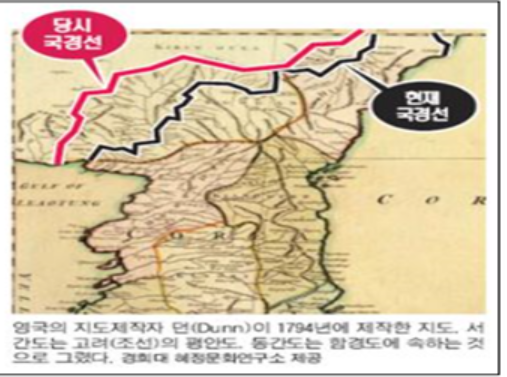 당시
국경선
현재
국경선
GULF OF
LEAOTUNG
C O R
C O R
영국의 지도제작자 던(Dunn)이 1794년에 제작한 지도. 서
간도는 고려(조선)의 평안도, 동간도는 함경도에 속하는 것
으로 그렸다. 경희대 혜정문화연구소 제공